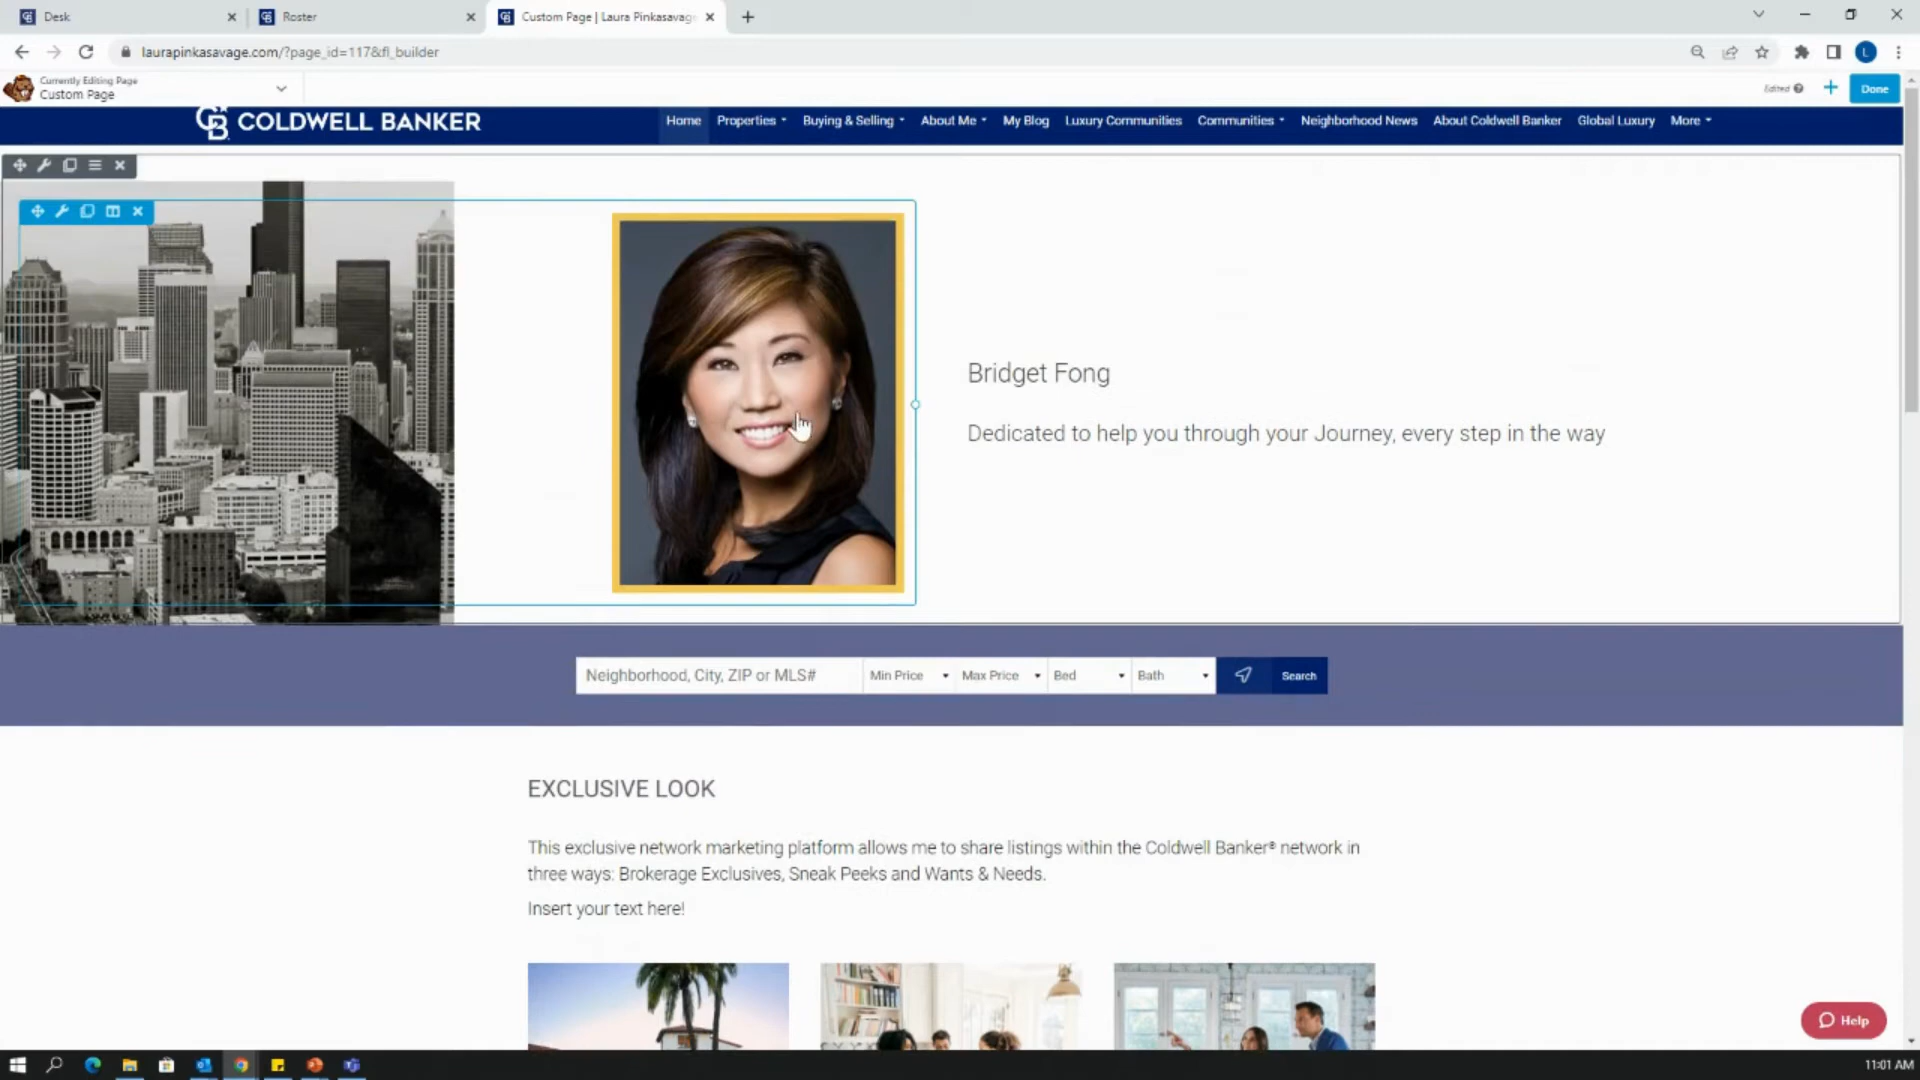 Desk
Roster
Custom Page | Laura Pinkasavag
laurapinkasavage.com/?page_id=117&fl_builder
L
Currently Editing Page
Custom Page
Edited
Done
CB COLDWELL BANKER
Home
Properties
Buying & Selling
About Me
My Blog
Luxury Communities
Communities
Neighborhood News
About Coldwell Banker
Global Luxury
More
Bridget Fong
Dedicated to help you through your Journey, every step in the way
Neighborhood, City, ZIP or MLS#
Min Price
Max Price
Bed
Bath
Search
EXCLUSIVE LOOK
This exclusive network marketing platform allows me to share listings within the Coldwell Banker® network in
three ways: Brokerage Exclusives, Sneak Peeks and Wants & Needs.
Insert your text here!
Help
11:01 AM